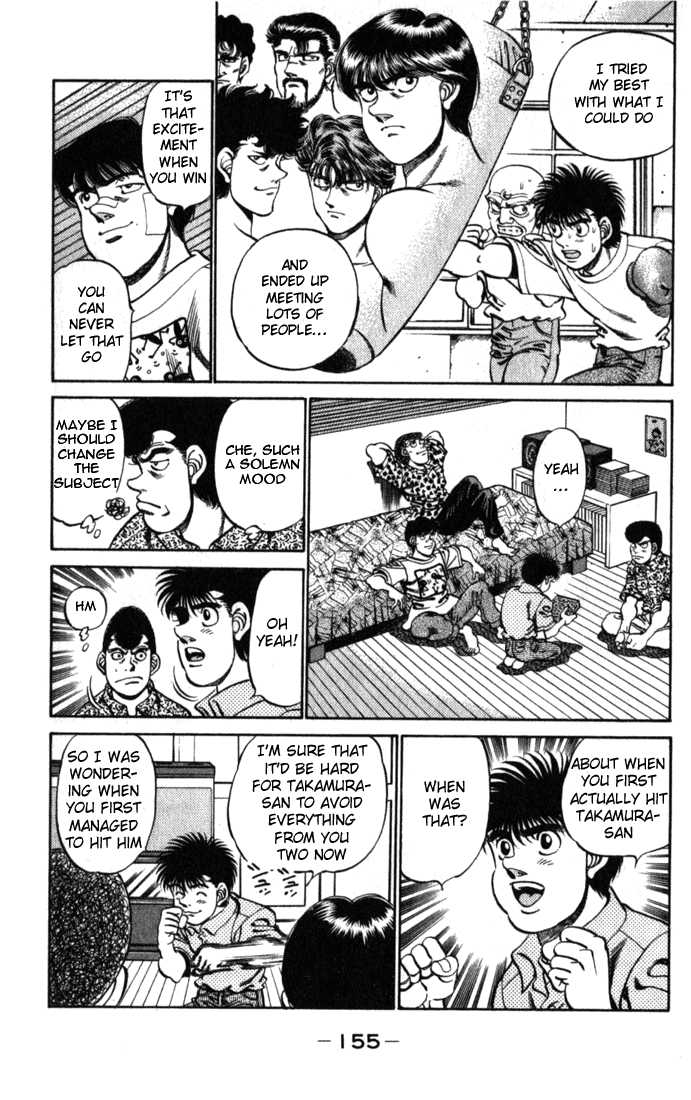 I TRIED
MY BEST
WITH WHAT I
COULD DO
AND
ENDED UP
MEETING
LOTS OF
PEOPLE...
IT'S
THAT
EXCITE-
MENT
WHEN
YOU WIN
YOU
CAN
NEVER
LET THAT
GO
YEAH
...
CHE, SUCH
A SOLEMN
MOOD
MAYBE I
SHOULD
CHANGE
THE
SUBJECT
OH
YEAH!
HM
ABOUT WHEN
YOU FIRST
ACTUALLY HIT
TAKAMURA-
SAN
WHEN
WAS
THAT?
I'M SURE THAT
IT'D BE HARD
FOR TAKAMURA-
SAN TO AVOID
EVERYTHING
FROM YOU
TWO NOW
SO I WAS
WONDER-
ING WHEN
YOU FIRST
MANAGED
TO HIT HIM
- 155 -